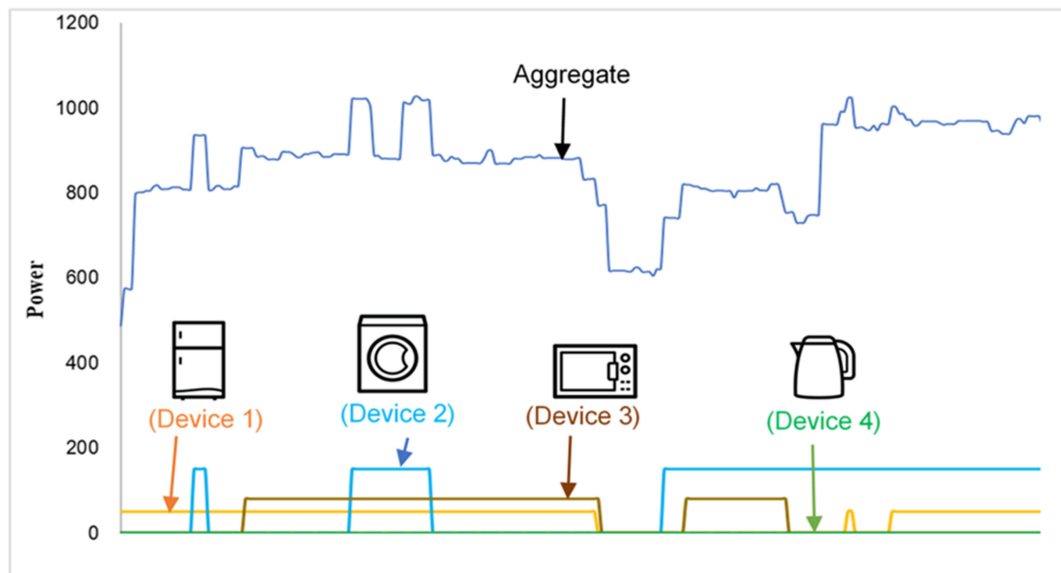 1200
Aggregate
1000
800
Power
600
400
(Device 1)
(Device 2)
(Device 3)
(Device 4)
200
0